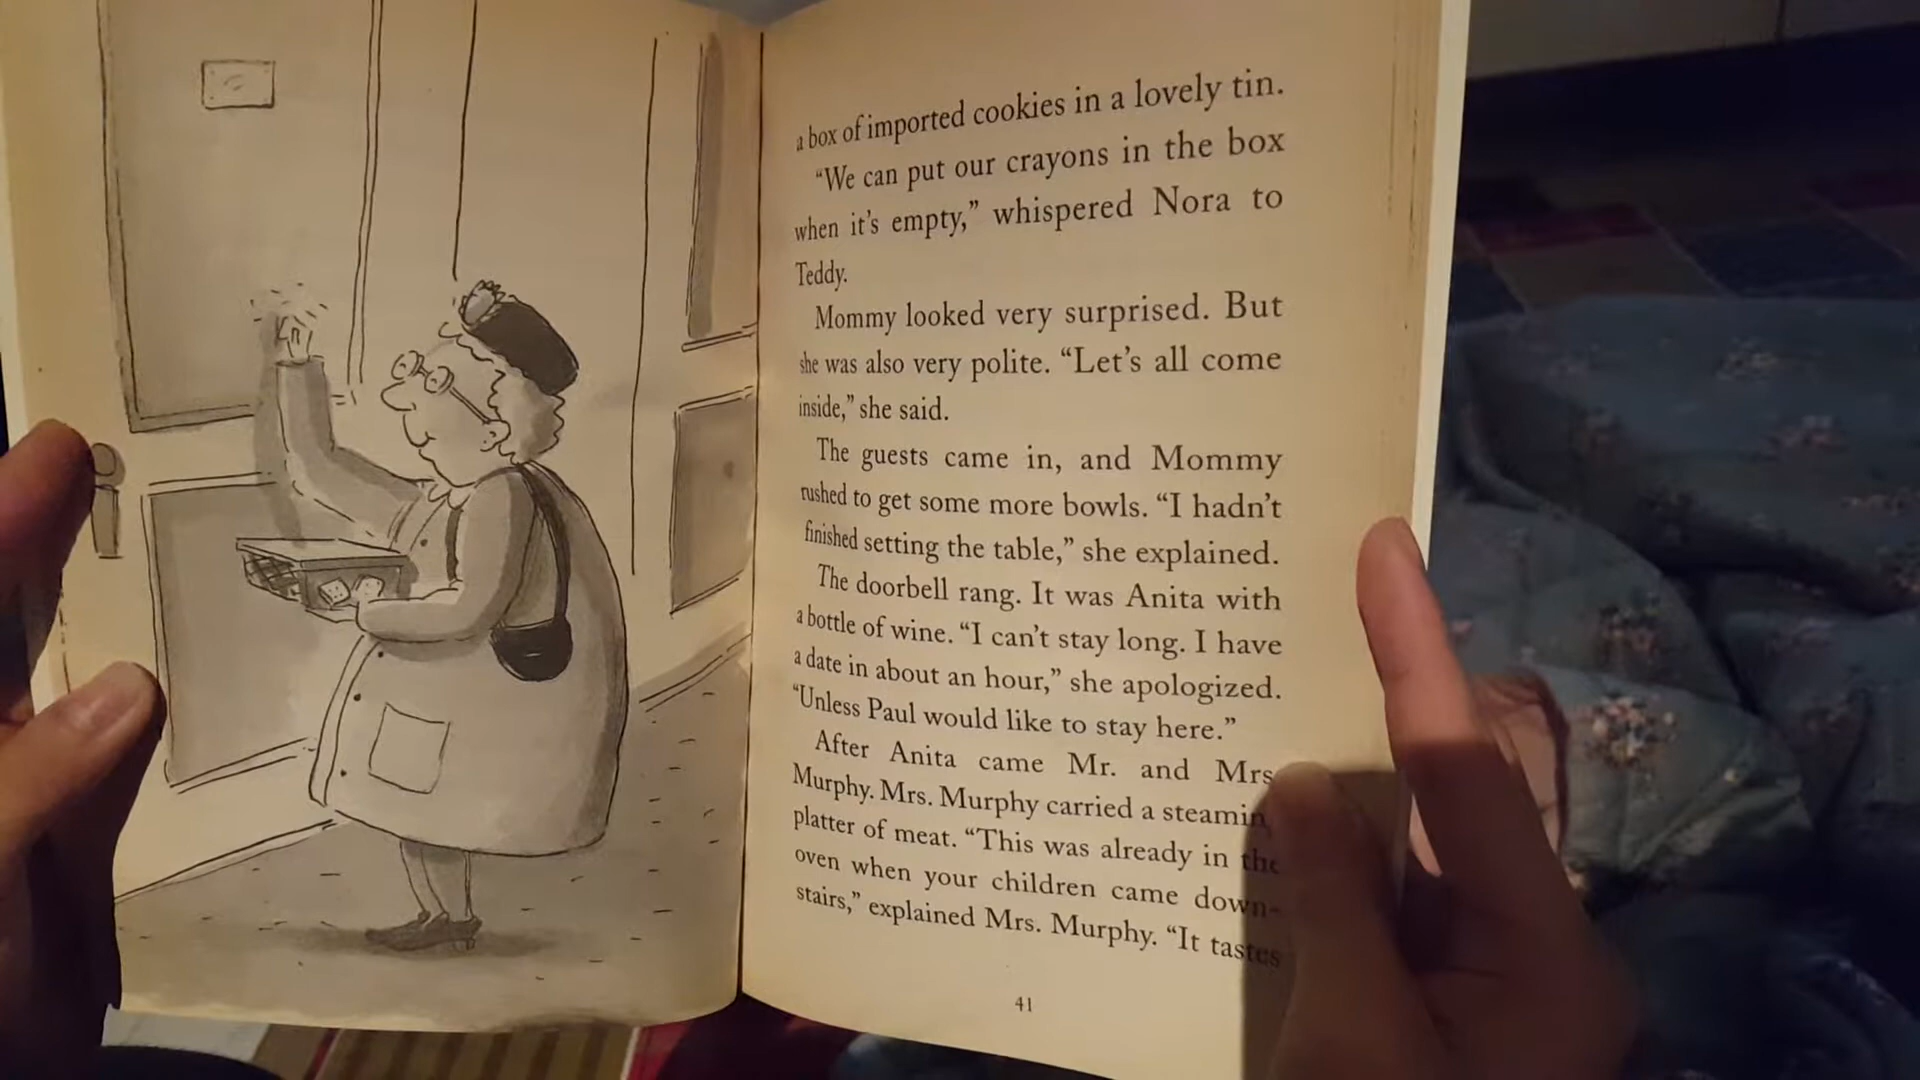 a box of imported cookies in a lovely tin.
“We can put our crayons in the box
when it’s empty,” whispered Nora to
Teddy.
Mommy looked very surprised. But
she was also very polite. “Let’s all come
inside,” she said.
The guests came in, and Mommy
rushed to get some more bowls. “I hadn’t
finished setting the table,” she explained.
The doorbell rang. It was Anita with
a bottle of wine. “I can’t stay long. I have
a date in about an hour,” she apologized.
“Unless Paul would like to stay here.”
After Anita came Mr. and Mrs.
Murphy. Mrs. Murphy carried a steamin
platter of meat. “This was already in the
oven when your children came down-
stairs,” explained Mrs. Murphy. “It tastes
41